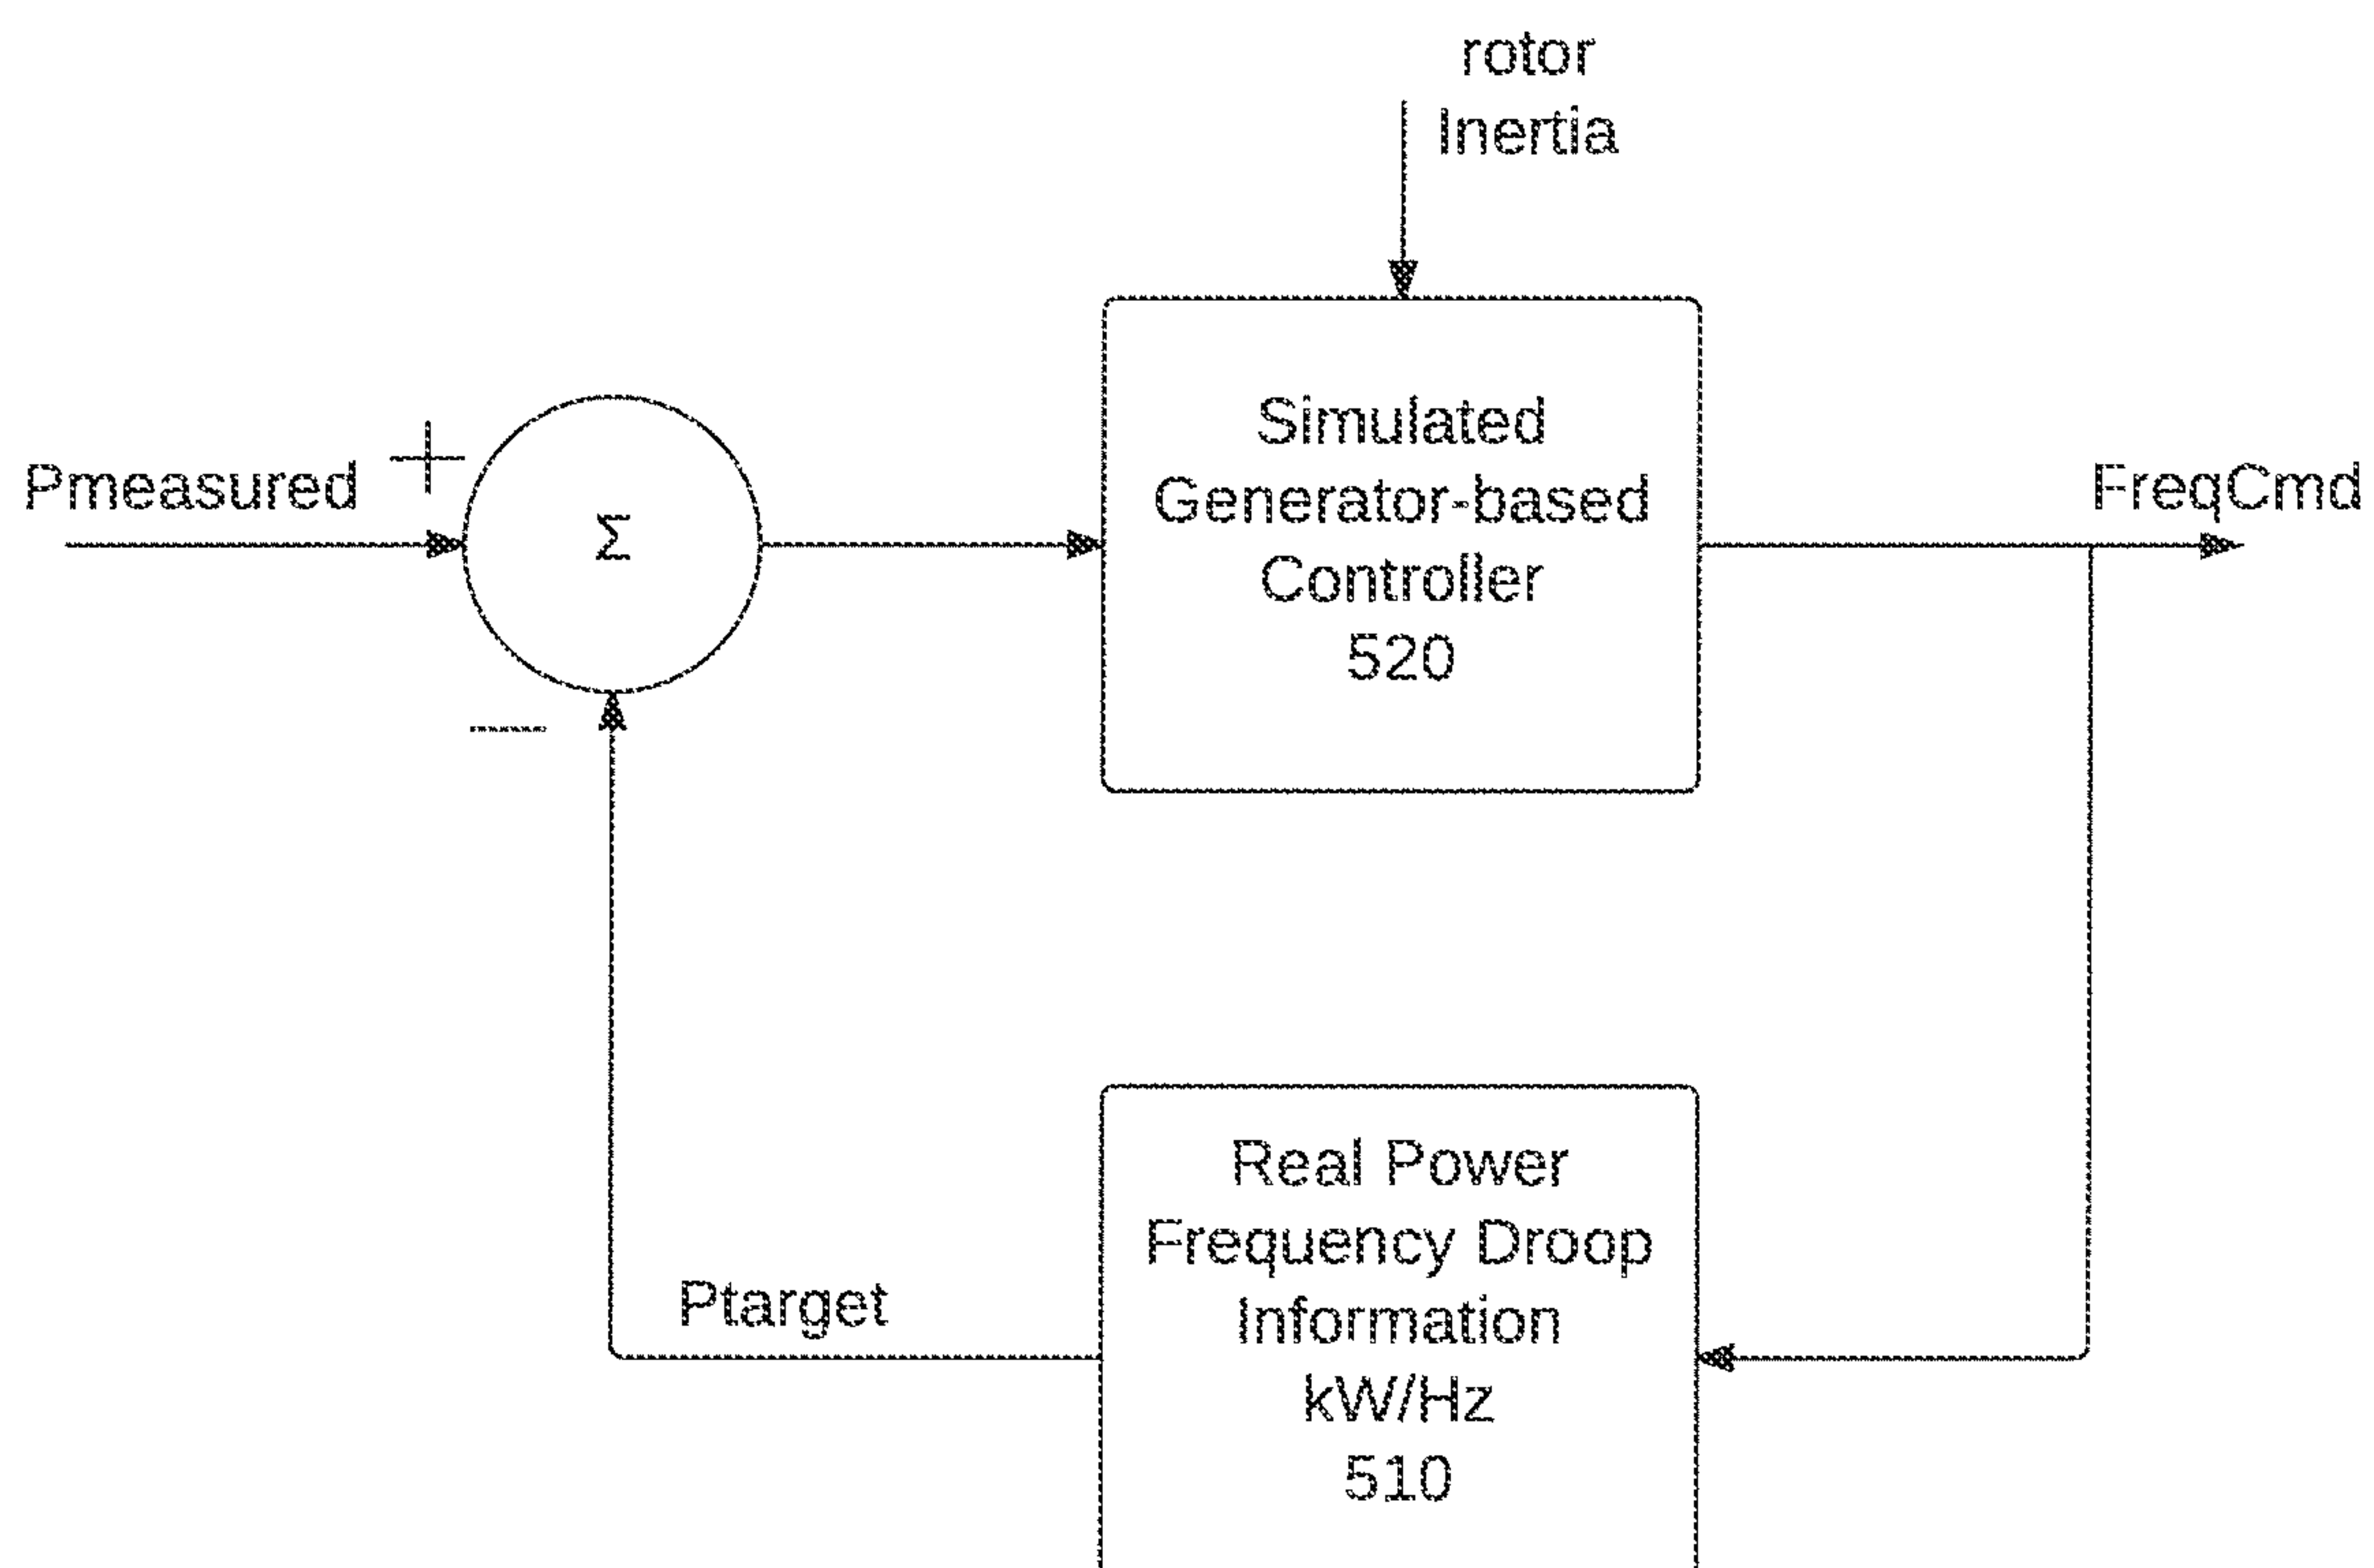 rotor
Inertia
Pmeasured
+
Σ
Simulated
Generator-based
Controller
520
FreqCmd
—
Ptarget
Real Power
Frequency Droop
Information
kW/Hz
510